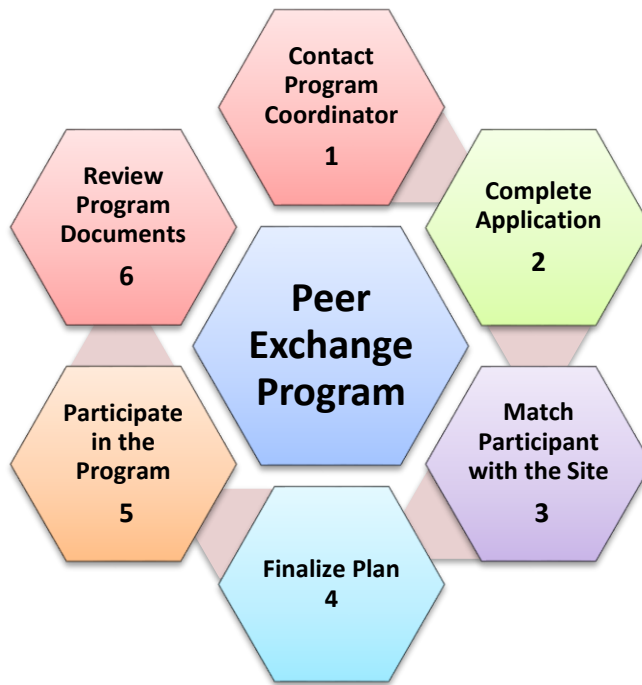 Contact
Program
Coordinator
1
Complete
Application
2
Match
Participant
with the Site
3
Finalize Plan
4
Participate
in the
Program
5
Review
Program
Documents
6
Peer
Exchange
Program